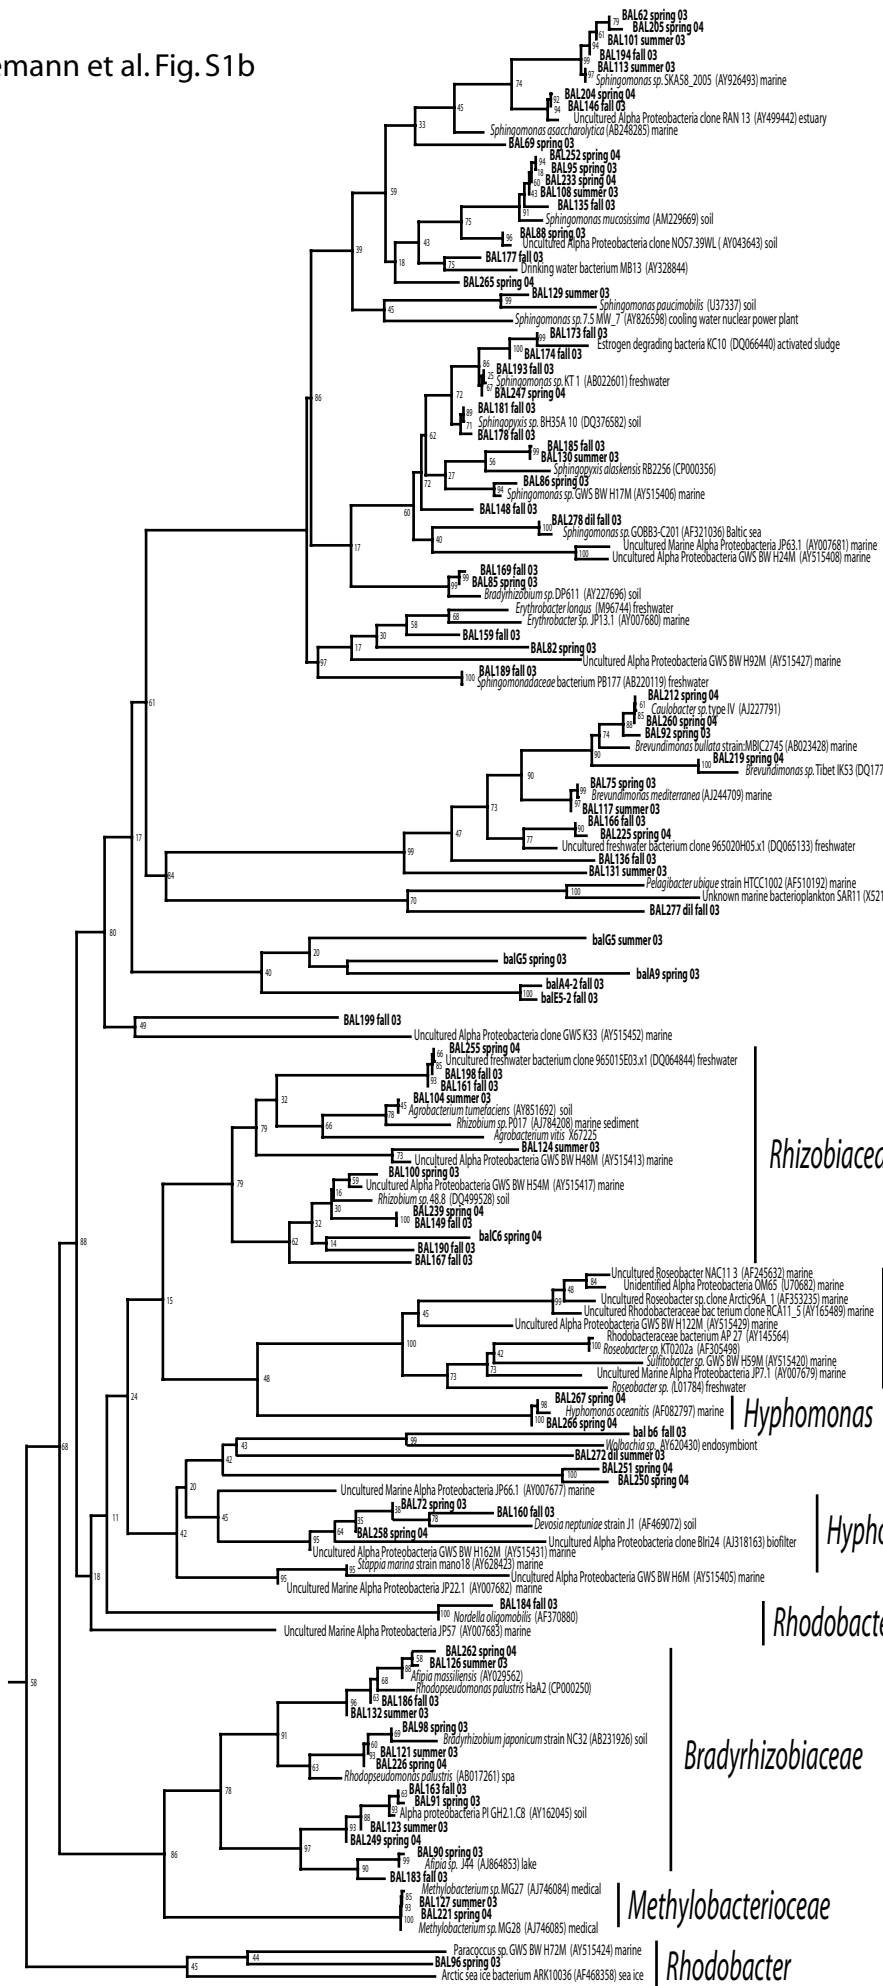 emann et al. Fig. S1b
BAL62 spring 03
BAL205 spring 04
BAL101 summer 03
BAL194 fall 03
BAL113 summer 03
Sphingomonas sp. SKA58_2005 (AY926493) marine
BAL204 spring 04
BAL146 fall 03
Uncultured Alpha Proteobacteria clone RAN 13 (AY499442) estuary
Sphingomonas asaccharolytica (AB248285) marine
BAL69 spring 03
BAL252 spring 04
BAL95 spring 03
BAL233 spring 04
BAL108 summer 03
BAL135 fall 03
Sphingomonas mucosissima (AM229669) soil
BAL88 spring 03
Uncultured Alpha Proteobacteria clone NOS7.39WL ( AY043643) soil
BAL177 fall 03
Drinking water bacterium MB13 (AY328844)
BAL265 spring 04
BAL129 summer 03
Sphingomonas paucimobilis (U37337) soil
Sphingomonas sp. 7.5 MW_7 (AY826598) cooling water nuclear power plant
BAL173 fall 03
Estrogen degrading bacteria KC10 (DQ066440) activated sludge
BAL174 fall 03
BAL193 fall 03
Sphingomonas sp. KT 1 (AB022601) freshwater
BAL247 spring 04
BAL181 fall 03
Sphingopyxis sp. BH35A 10 (DQ376582) soil
BAL178 fall 03
BAL185 fall 03
BAL130 summer 03
Sphingopyxis alaskensis RB2256 (CP000356)
BAL86 spring 03
Sphingomonas sp. GWS BW H17M (AY515406) marine
BAL148 fall 03
BAL278 dil fall 03
Sphingomonas sp. GOBB3-C201 (AF321036) Baltic sea
Uncultured Marine Alpha Proteobacteria JP63.1 (AY007681) marine
Uncultured Alpha Proteobacteria GWS BW H24M (AY515408) marine
BAL169 fall 03
BAL85 spring 03
Bradyrhizobium sp. DP611 (AY227696) soil
Erythrobacter longus (M96744) freshwater
Erythrobacter sp. JP13.1 (AY007680) marine
BAL159 fall 03
BAL82 spring 03
Uncultured Alpha Proteobacteria GWS BW H92M (AY515427) marine
BAL189 fall 03
Sphingomonadaceae bacterium PB177 (AB220119) freshwater
BAL212 spring 04
Caulobacter sp. type IV (AJ227791)
BAL260 spring 04
BAL92 spring 03
Brevundimonas bullata strain:MBIC2745 (AB023428) marine
BAL219 spring 04
Brevundimonas sp. Tibet IK53 (DQ177
BAL75 spring 03
Brevundimonas mediterranea (AJ244709) marine
BAL117 summer 03
BAL166 fall 03
BAL225 spring 04
Uncultured freshwater bacterium clone 965020H05.x1 (DQ065133) freshwater
BAL136 fall 03
BAL131 summer 03
Pelagibacter ubique strain HTCC1002 (AF510192) marine
Unknown marine bacterioplankton SAR11 (X521
BAL277 dil fall 03
balG5 summer 03
balG5 spring 03
balA9 spring 03
balA4-2 fall 03
balE5-2 fall 03
BAL199 fall 03
Uncultured Alpha Proteobacteria clone GWS K33 (AY515452) marine
BAL255 spring 04
Uncultured freshwater bacterium clone 965015E03.x1 (DQ064844) freshwater
BAL198 fall 03
BAL161 fall 03
BAL104 summer 03
Agrobacterium tumefaciens (AY851692) soil
Rhizobium sp. P017 (AJ784208) marine sediment
Agrobacterium vitis X67225
BAL124 summer 03
Uncultured Alpha Proteobacteria GWS BW H48M (AY515413) marine
Rhizobiacea
BAL100 spring 03
Uncultured Alpha Proteobacteria GWS BW H54M (AY515417) marine
Rhizobium sp. 48.8 (DQ499528) soil
BAL239 spring 04
BAL149 fall 03
balC6 spring 04
BAL190 fall 03
BAL167 fall 03
Uncultured Roseobacter NAC11 3 (AF245632) marine
Unidentified Alpha Proteobacteria OM65 (U70682) marine
Uncultured Roseobacter sp. clone Arctic96A_1 (AF353235) marine
Uncultured Rhodobacteraceae bac terium clone RCA11_5 (AY165489) marine
Uncultured Alpha Proteobacteria GWS BW H122M (AY515429) marine
Rhodobacteraceae bacterium AP 27 (AY145564)
Roseobacter sp. KT0202a (AF305498)
Sulfitobacter sp. GWS BW H59M (AY515420) marine
Uncultured Marine Alpha Proteobacteria JP7.1 (AY007679) marine
Roseobacter sp. (L01784) freshwater
BAL267 spring 04
Hyphomonas oceanitis (AF082797) marine
BAL266 spring 04
Hyphomonas
bal b6 fall 03
Wolbachia sp. AY620430) endosymbiont
BAL272 dil summer 03
BAL251 spring 04
BAL250 spring 04
Uncultured Marine Alpha Proteobacteria JP66.1 (AY007677) marine
BAL72 spring 03
BAL160 fall 03
Devosia neptuniae strain J1 (AF469072) soil
BAL258 spring 04
Uncultured Alpha Proteobacteria clone BIri24 (AJ318163) biofilter
Hypho
Uncultured Alpha Proteobacteria GWS BW H162M (AY515431) marine
Stappia marina strain mano18 (AY628423) marine
Uncultured Alpha Proteobacteria GWS BW H6M (AY515405) marine
Uncultured Marine Alpha Proteobacteria JP22.1 (AY007682) marine
BAL184 fall 03
Nordella oligomobilis (AF370880)
Rhodobacte
Uncultured Marine Alpha Proteobacteria JP57 (AY007683) marine
BAL262 spring 04
BAL126 summer 03
Afipia massiliensis (AY029562)
Rhodopseudomonas palustris HaA2 (CP000250)
BAL186 fall 03
BAL132 summer 03
BAL98 spring 03
Bradyrhizobium japonicum strain NC32 (AB231926) soil
BAL121 summer 03
BAL226 spring 04
Rhodopseudomonas palustris (AB017261) spa
Bradyrhizobiaceae
BAL163 fall 03
BAL91 spring 03
Alpha proteobacteria PI GH2.1.C8 (AY162045) soil
BAL123 summer 03
BAL249 spring 04
BAL90 spring 03
Afipia sp. J44 (AJ864853) lake
BAL183 fall 03
Methylobacterium sp. MG27 (AJ746084) medical
BAL127 summer 03
BAL221 spring 04
Methylobacterium sp. MG28 (AJ746085) medical
Methylobacterioceae
Paracoccus sp. GWS BW H72M (AY515424) marine
BAL96 spring 03
Arctic sea ice bacterium ARK10036 (AF468358) sea ice
Rhodobacter